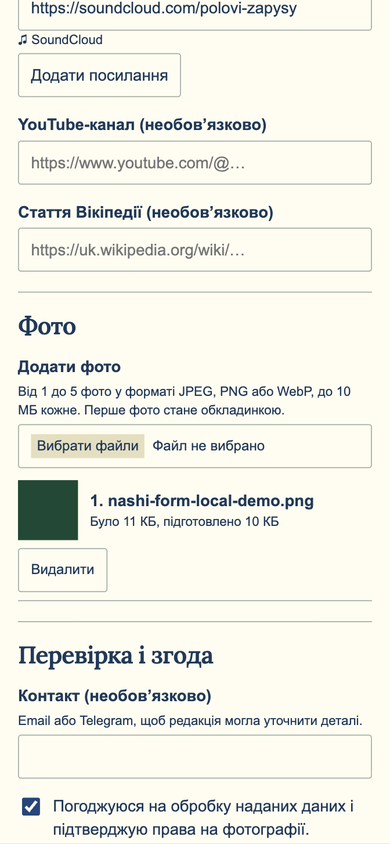 https://soundcloud.com/polovi-zapysy
♫ SoundCloud
Додати посилання
YouTube-канал (необов’язково)
https://www.youtube.com/@…
Стаття Вікіпедії (необов’язково)
https://uk.wikipedia.org/wiki/…
Фото
Додати фото
Від 1 до 5 фото у форматі JPEG, PNG або WebP, до 10
МБ кожне. Перше фото стане обкладинкою.
Вибрати файли Файл не вибрано
1. nashi-form-local-demo.png
Було 11 КБ, підготовлено 10 КБ
Видалити
Перевірка і згода
Контакт (необов’язково)
Email або Telegram, щоб редакція могла уточнити деталі.
Погоджуюся на обробку наданих даних і
підтверджую права на фотографії.